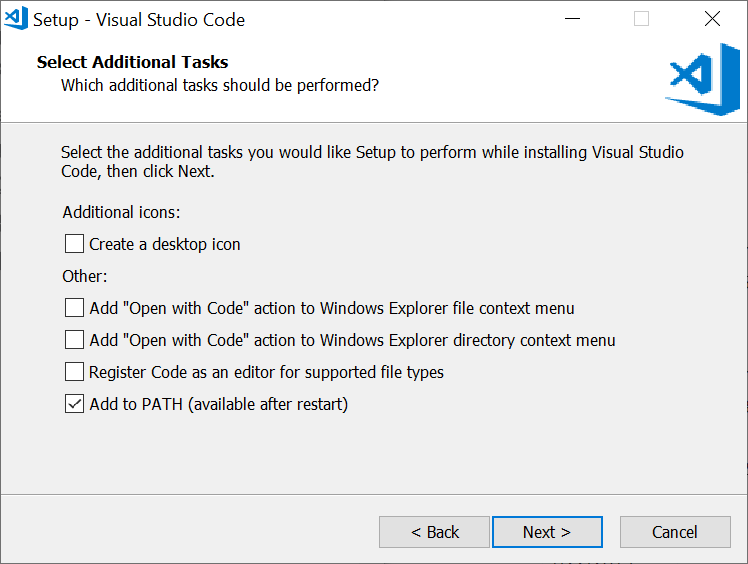 Setup - Visual Studio Code
Select Additional Tasks
Which additional tasks should be performed?
Select the additional tasks you would like Setup to perform while installing Visual Studio
Code, then click Next.
Additional icons:
Create a desktop icon
Other:
Add "Open with Code" action to Windows Explorer file context menu
Add "Open with Code" action to Windows Explorer directory context menu
Register Code as an editor for supported file types
Add to PATH (available after restart)
< Back
Next >
Cancel